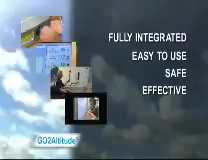 FULLY INTEGRATED
EASY TO USE
SAFE
EFFECTIVE
GO2Altitude